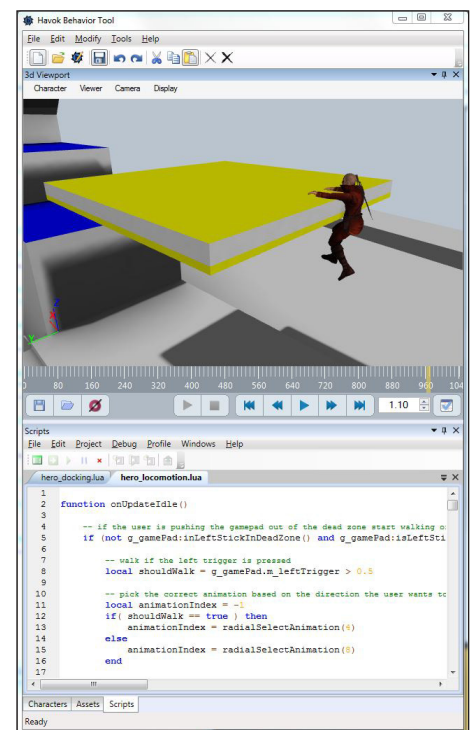 Havok Behavior Tool
File Edit Modify Tools Help
3d Viewport
Character Viewer Camera Display
0 80 160 240 320 400 480 560 640 720 800 880 960 104
1.10
Scripts
File Edit Project Debug Profile Windows Help
hero_docking.lua hero_locomotion.lua
1
2 function onUpdateIdle()
3
4 -- if the user is pushing the gamepad out of the dead zone start walking o
5 if (not g_gamePad:inLeftStickInDeadZone() and g_gamePad:isLeftSti
6
7 -- walk if the left trigger is pressed
8 local shouldWalk = g_gamePad.m_leftTrigger > 0.5
9
10 -- pick the correct animation based on the direction the user wants to
11 local animationIndex = -1
12 if( shouldWalk == true ) then
13 animationIndex = radialSelectAnimation(4)
14 else
15 animationIndex = radialSelectAnimation(8)
16 end
17
Characters Assets Scripts
Ready